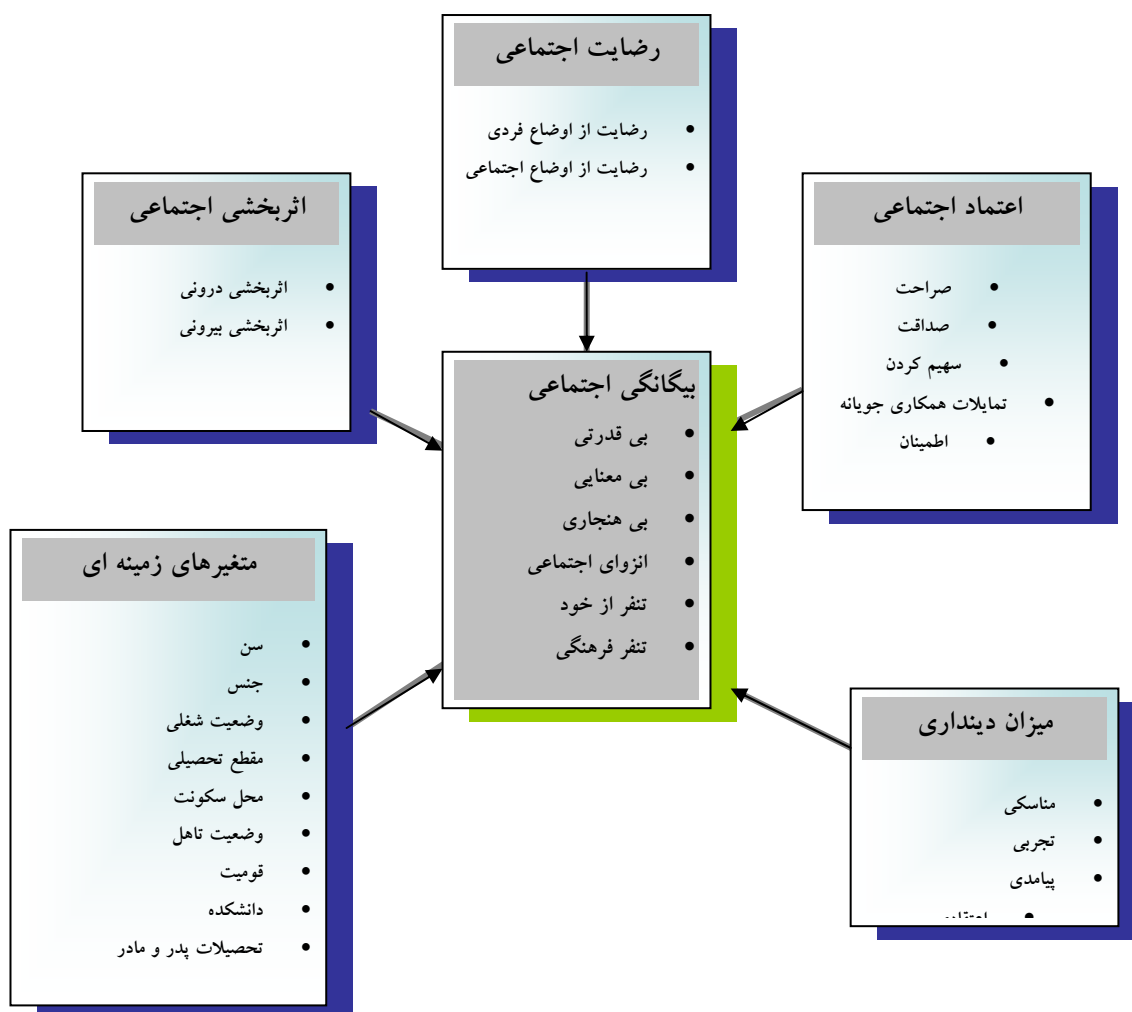 رضایت اجتماعی
• رضایت از اوضاع فردی
• رضایت از اوضاع اجتماعی
اعتماد اجتماعی
• صراحت
• صداقت
• سهیم کردن
• تمایلات همکاری جویانه
• اطمینان
اثربخشی اجتماعی
• اثربخشی درونی
• اثربخشی بیرونی
بیگانگی اجتماعی
• بی قدرتی
• بی معنایی
• بی هنجاری
• انزوای اجتماعی
• تنفر از خود
• تنفر فرهنگی
میزان دینداری
• مناسکی
• تجربی
• پیامدی
متغیرهای زمینه ای
• سن
• جنس
• وضعیت شغلی
• مقطع تحصیلی
• محل سکونت
• وضعیت تاهل
• قومیت
• دانشکده
• تحصیلات پدر و مادر